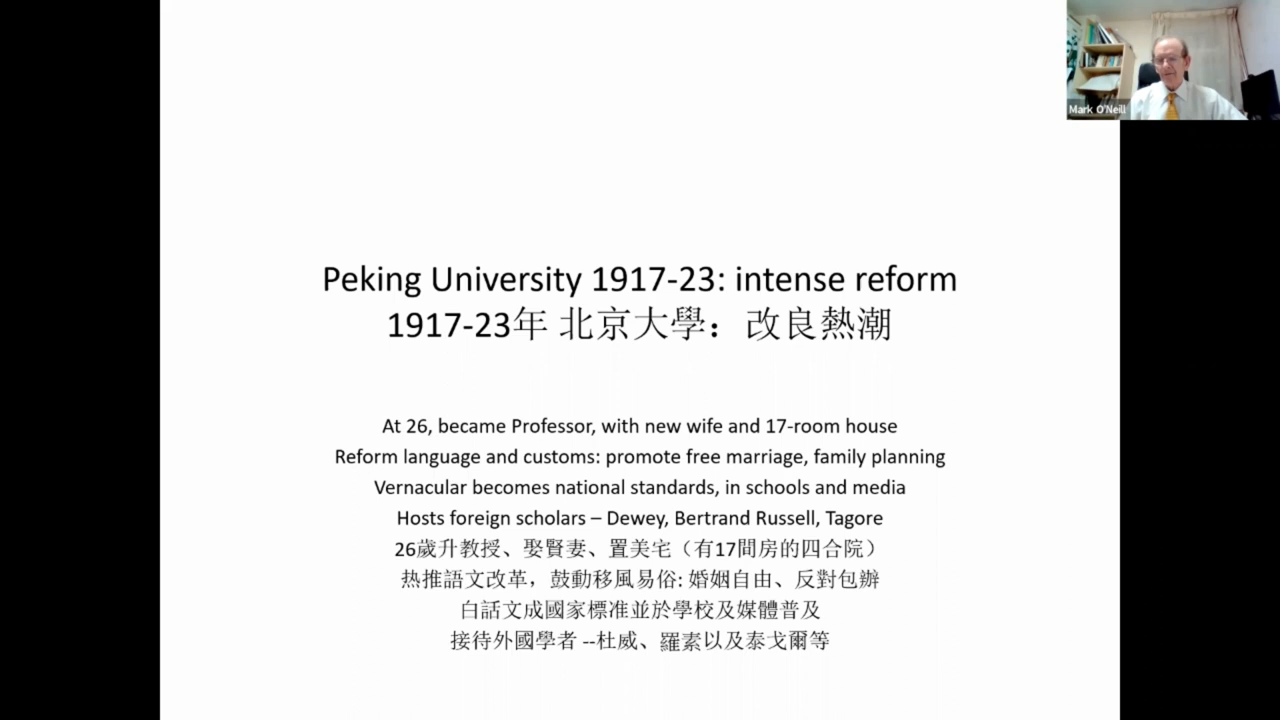 Mark O'Neill
Peking University 1917-23: intense reform
1917-23年 北京大學：改良熱潮
At 26, became Professor, with new wife and 17-room house
Reform language and customs: promote free marriage, family planning
Vernacular becomes national standards, in schools and media
Hosts foreign scholars – Dewey, Bertrand Russell, Tagore
26歲升教授、娶賢妻、置美宅（有17間房的四合院）
热推語文改革，鼓動移風易俗: 婚姻自由、反對包辦
白話文成國家標准並於學校及媒體普及
接待外國學者 --杜威、羅素以及泰戈爾等